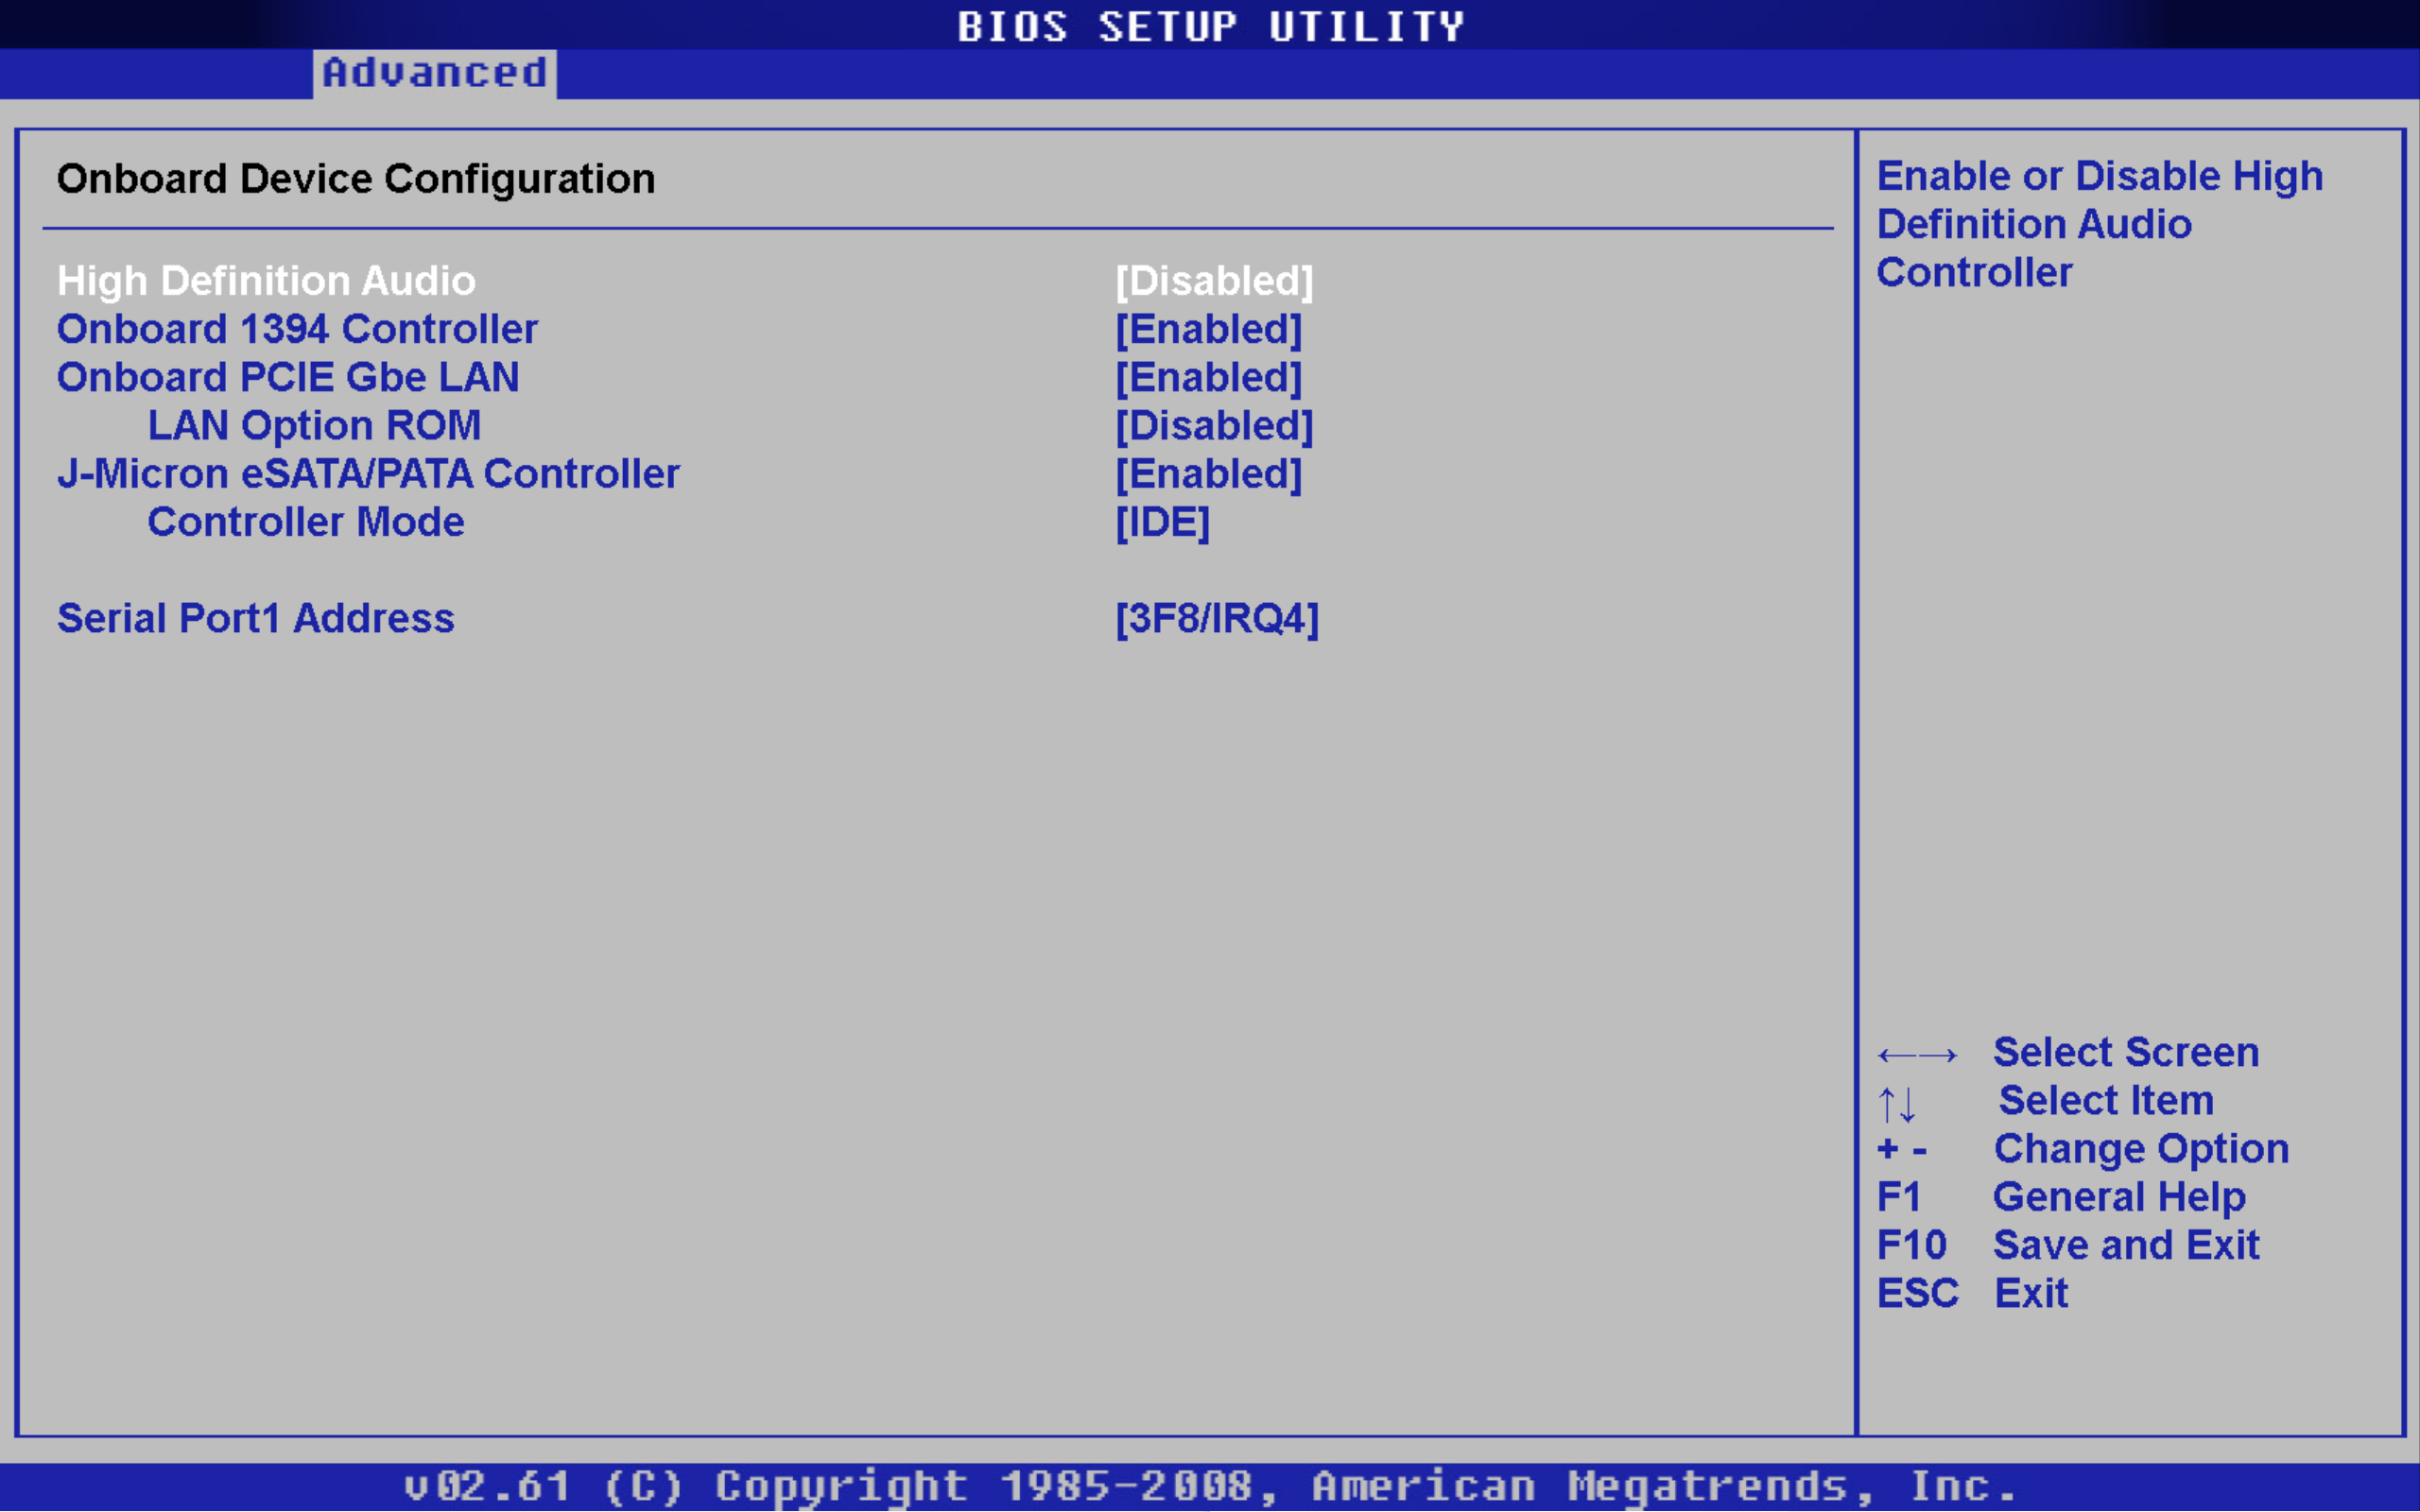 BIOS SETUP UTILITY
Advanced
Onboard Device Configuration
High Definition Audio [Disabled]
Onboard 1394 Controller [Enabled]
Onboard PCIE Gbe LAN [Enabled]
LAN Option ROM [Disabled]
J-Micron eSATA/PATA Controller [Enabled]
Controller Mode [IDE]
Serial Port1 Address [3F8/IRQ4]
Enable or Disable High
Definition Audio
Controller
←→ Select Screen
↑↓ Select Item
+ - Change Option
F1 General Help
F10 Save and Exit
ESC Exit
v02.61 (C) Copyright 1985-2008, American Megatrends, Inc.